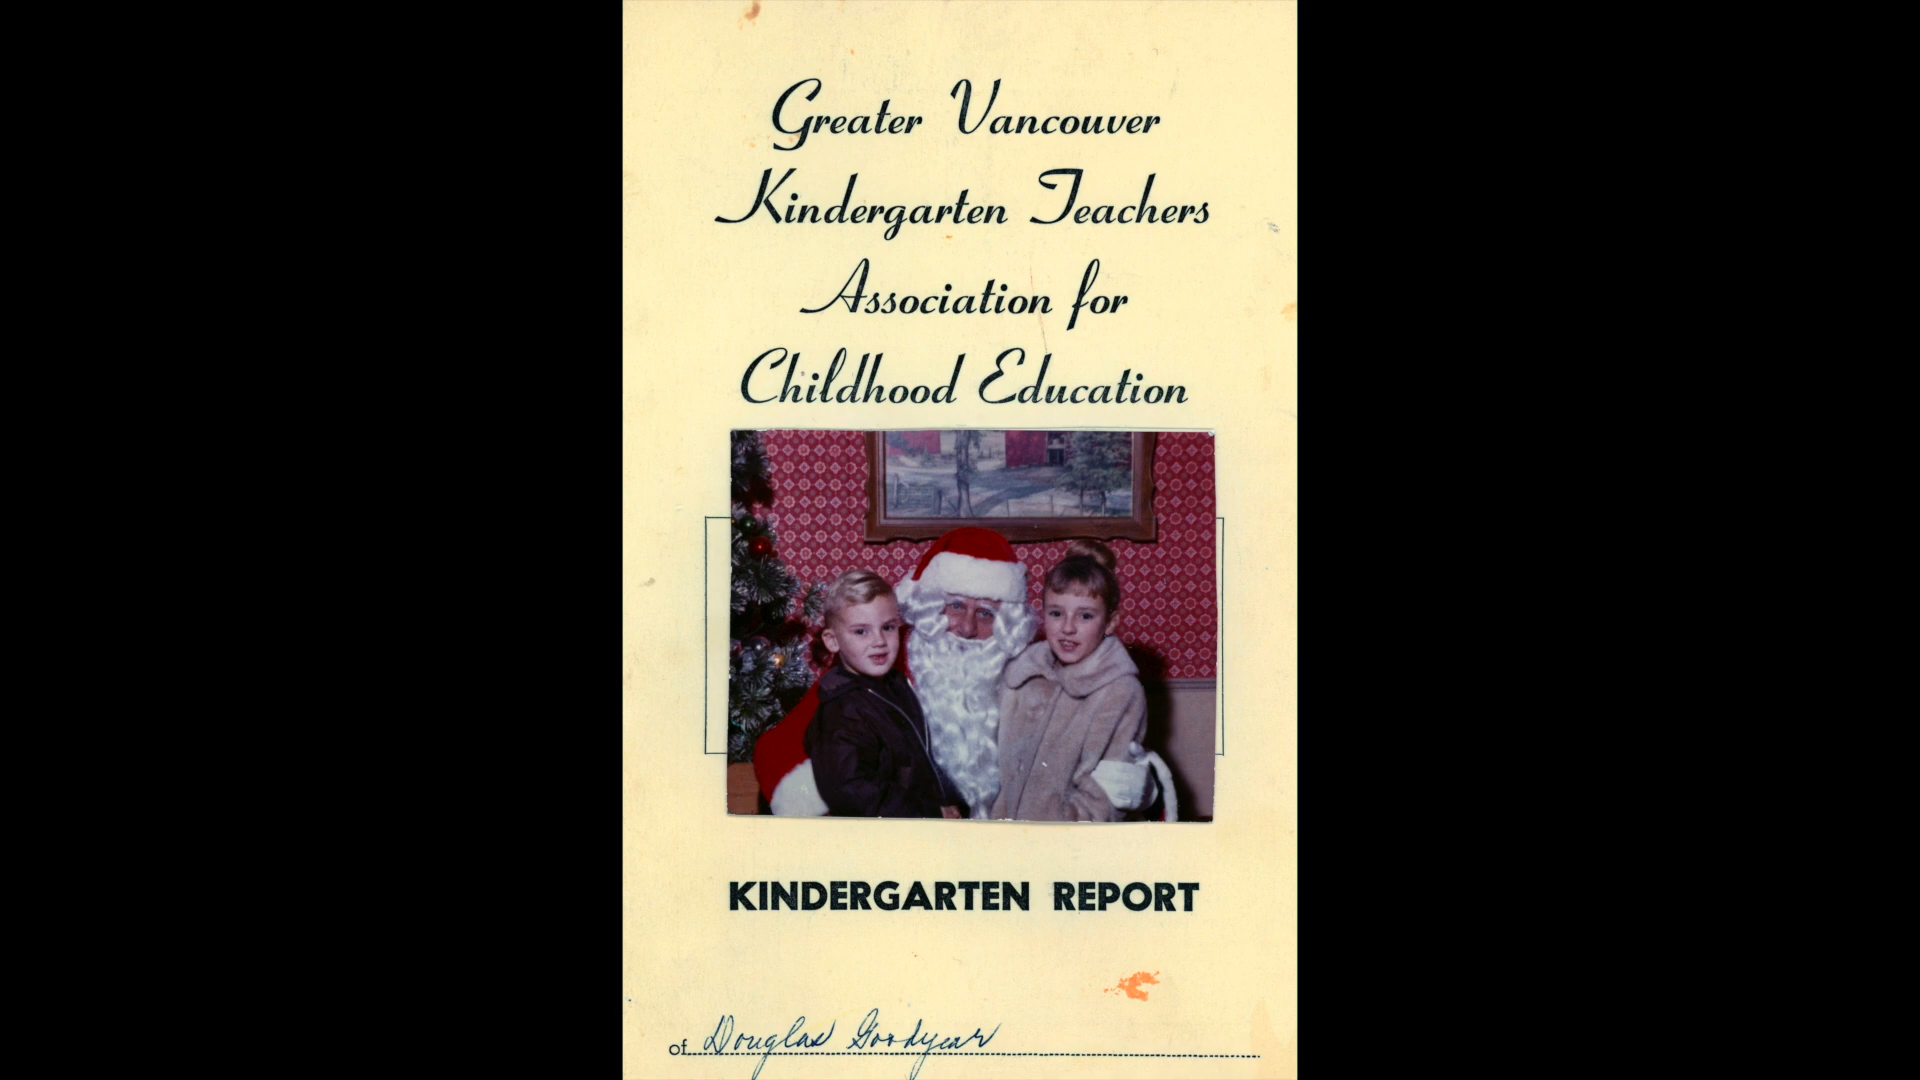 Greater Vancouver
Kindergarten Teachers
Association for
Childhood Education
KINDERGARTEN REPORT
of Douglas Goodyear